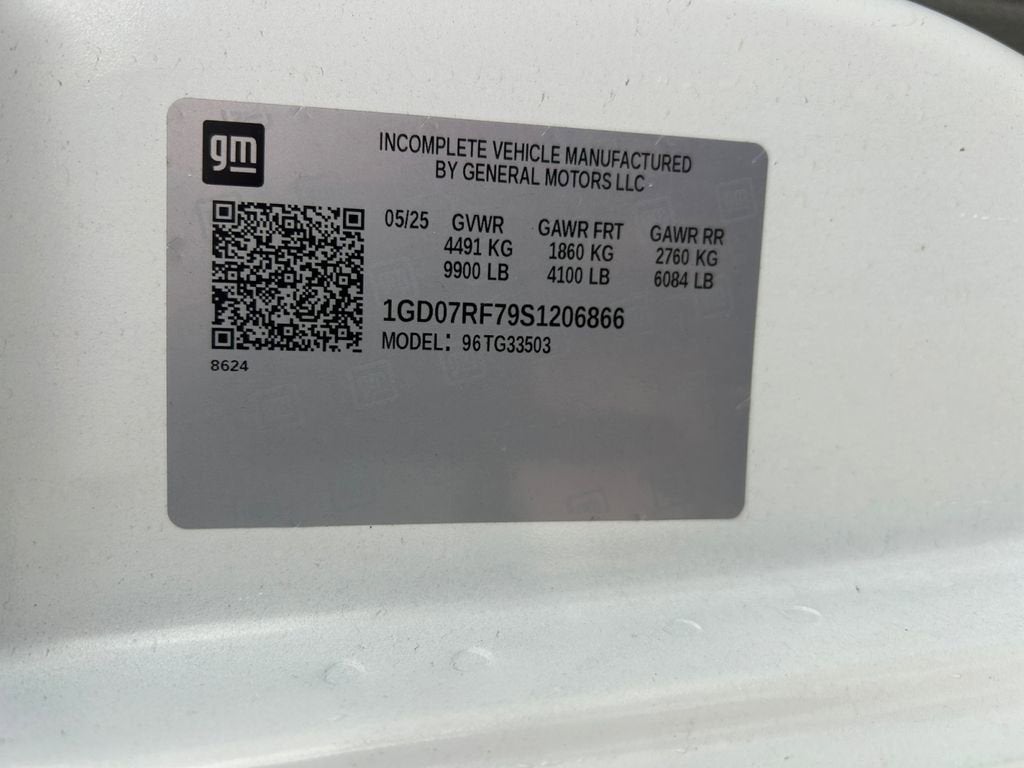 gm
INCOMPLETE VEHICLE MANUFACTURED
BY GENERAL MOTORS LLC
05/25 GVWR GAWR FRT GAWR RR
4491 KG 1860 KG 2760 KG
9900 LB 4100 LB 6084 LB
1GD07RF79S1206866
MODEL: 96TG33503
8624